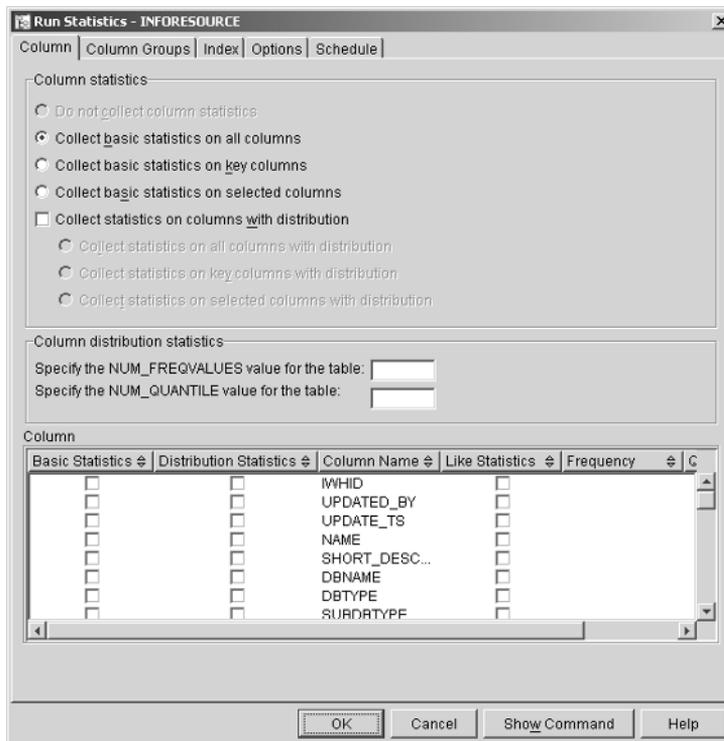 Run Statistics - INFORESOURCE
Column Column Groups Index Options Schedule
Column statistics
Do not collect column statistics
Collect basic statistics on all columns
Collect basic statistics on key columns
Collect basic statistics on selected columns
Collect statistics on columns with distribution
Collect statistics on all columns with distribution
Collect statistics on key columns with distribution
Collect statistics on selected columns with distribution
Column distribution statistics
Specify the NUM_FREQVALUES value for the table:
Specify the NUM_QUANTILE value for the table:
Column
Basic Statistics Distribution Statistics Column Name Like Statistics Frequency
IWHID
UPDATED_BY
UPDATE_TS
NAME
SHORT_DESC...
DBNAME
DBTYPE
SUBDBTYPE
OK Cancel Show Command Help